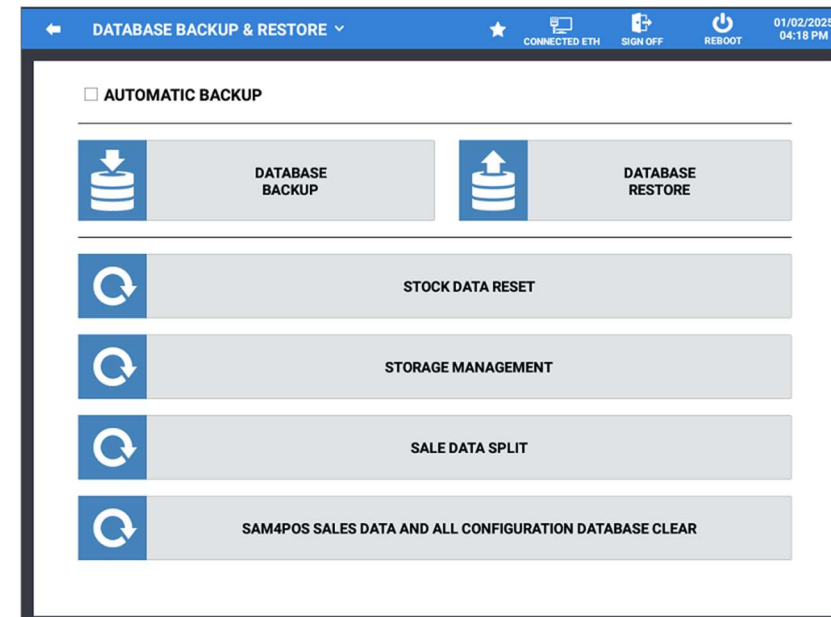 DATABASE BACKUP & RESTORE
CONNECTED ETH
SIGN OFF
REBOOT
01/02/2025
04:18 PM
AUTOMATIC BACKUP
DATABASE
BACKUP
DATABASE
RESTORE
STOCK DATA RESET
STORAGE MANAGEMENT
SALE DATA SPLIT
SAM4POS SALES DATA AND ALL CONFIGURATION DATABASE CLEAR